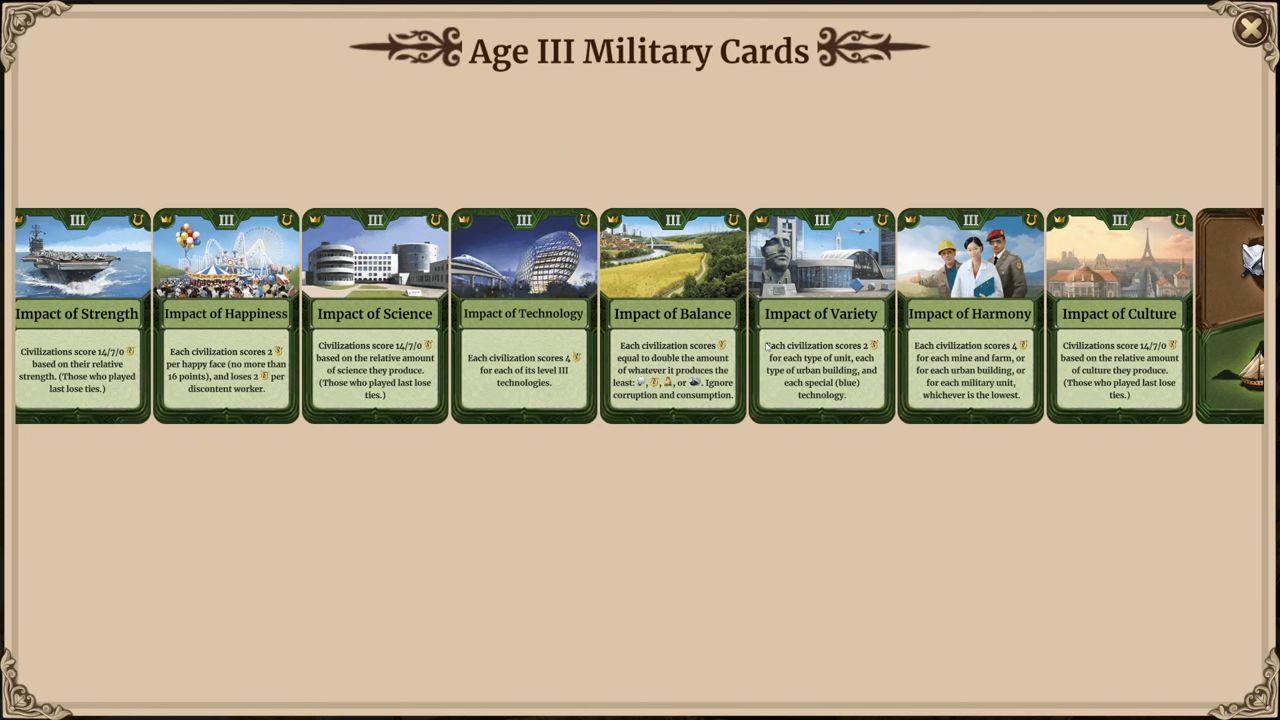 Age III Military Cards
III
Impact of Strength
Civilizations score 14/7/0
based on their relative
strength. (Those who played
last lose ties.)
III
Impact of Happiness
Each civilization scores 2
per happy face (no more than
16 points), and loses 2 per
discontent worker.
III
Impact of Science
Civilizations score 14/7/0
based on the relative amount
of science they produce.
(Those who played last lose
ties.)
III
Impact of Technology
Each civilization scores 4
for each of its level III
technologies.
III
Impact of Balance
Each civilization scores
equal to double the amount
of whatever it produces the
least: , , , or . Ignore
corruption and consumption.
III
Impact of Variety
Each civilization scores 2
for each type of unit, each
type of urban building, and
each special (blue)
technology.
III
Impact of Harmony
Each civilization scores 4
for each mine and farm, or
for each urban building, or
for each military unit,
whichever is the lowest.
III
Impact of Culture
Civilizations score 14/7/0
based on the relative amount
of culture they produce.
(Those who played last lose
ties.)